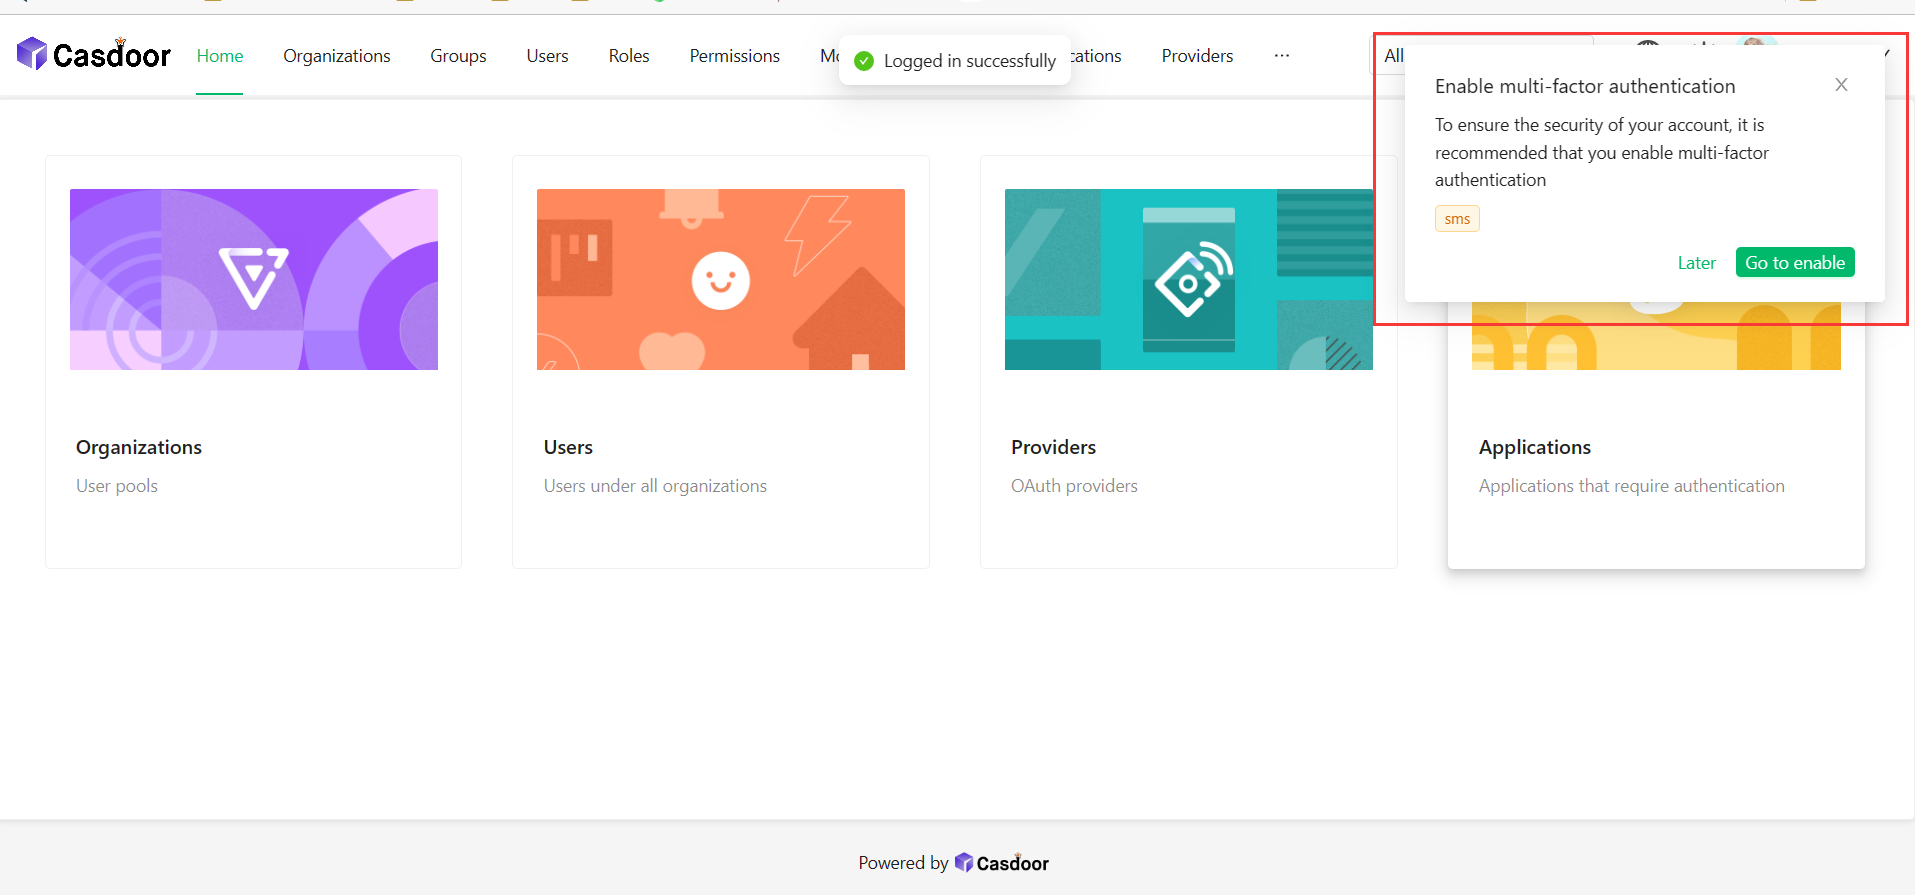 Casdoor
Home
Organizations
Groups
Users
Roles
Permissions
Logged in successfully
Providers
···
All
Enable multi-factor authentication
To ensure the security of your account, it is
recommended that you enable multi-factor
authentication
sms
Later
Go to enable
Organizations
User pools
Users
Users under all organizations
Providers
OAuth providers
Applications
Applications that require authentication
Powered by Casdoor